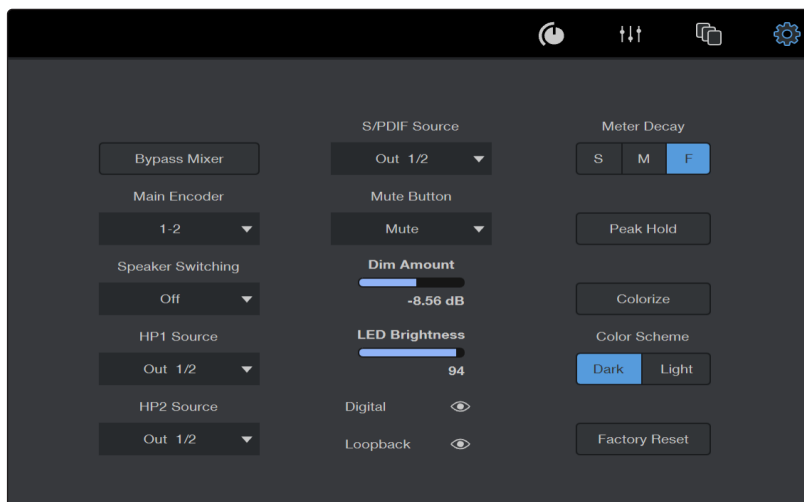 Bypass Mixer
Main Encoder
1-2
Speaker Switching
Off
HP1 Source
Out 1/2
HP2 Source
Out 1/2
S/PDIF Source
Out 1/2
Mute Button
Mute
Dim Amount
-8.56 dB
LED Brightness
94
Digital
Loopback
Meter Decay
S M F
Peak Hold
Colorize
Color Scheme
Dark Light
Factory Reset